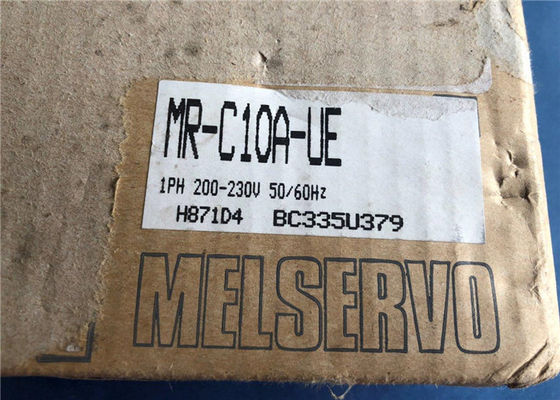 MR-C10A-UE
1PH 200-230V 50/60Hz
H871D4 BC335U379
MELSERVO